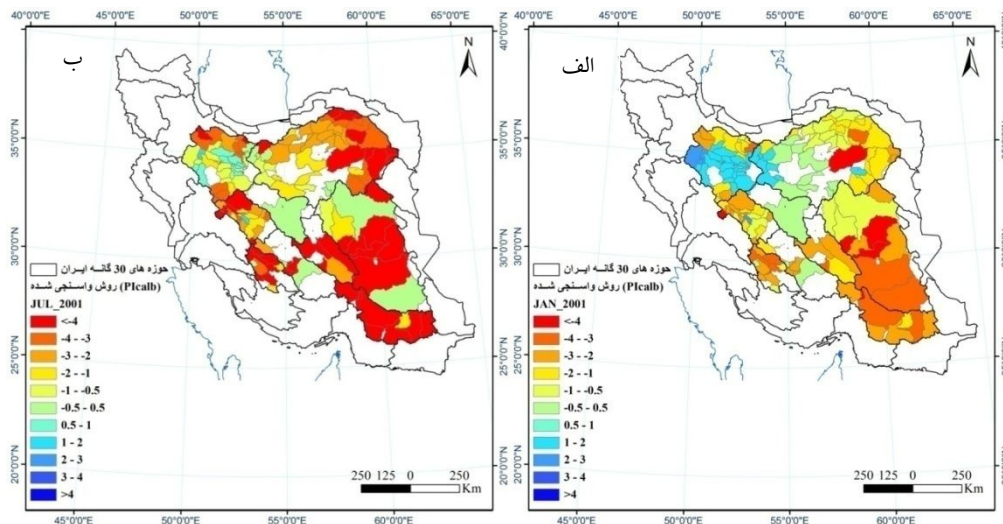 40°0'0"E 45°0'0"E 50°0'0"E 55°0'0"E 60°0'0"E 65°0'0"E
ب
N
35°0'0"N
30°0'0"N
25°0'0"N
20°0'0"N
حوزه های 30 گانه ایران
روش واسنجی شده (PIcalb)
JUL_2001
<-4
-4 - -3
-3 - -2
-2 - -1
-1 - -0.5
-0.5 - 0.5
0.5 - 1
1 - 2
2 - 3
3 - 4
>4
250 125 0 250
Km
45°0'0"E 50°0'0"E 55°0'0"E 60°0'0"E
40°0'0"E 45°0'0"E 50°0'0"E 55°0'0"E 60°0'0"E 65°0'0"E
الف
N
40°0'0"N
35°0'0"N
30°0'0"N
25°0'0"N
20°0'0"N
حوزه های 30 گانه ایران
روش واسنجی شده (PIcalb)
JAN_2001
<-4
-4 - -3
-3 - -2
-2 - -1
-1 - -0.5
-0.5 - 0.5
0.5 - 1
1 - 2
2 - 3
3 - 4
>4
250 125 0 250
Km
45°0'0"E 50°0'0"E 55°0'0"E 60°0'0"E